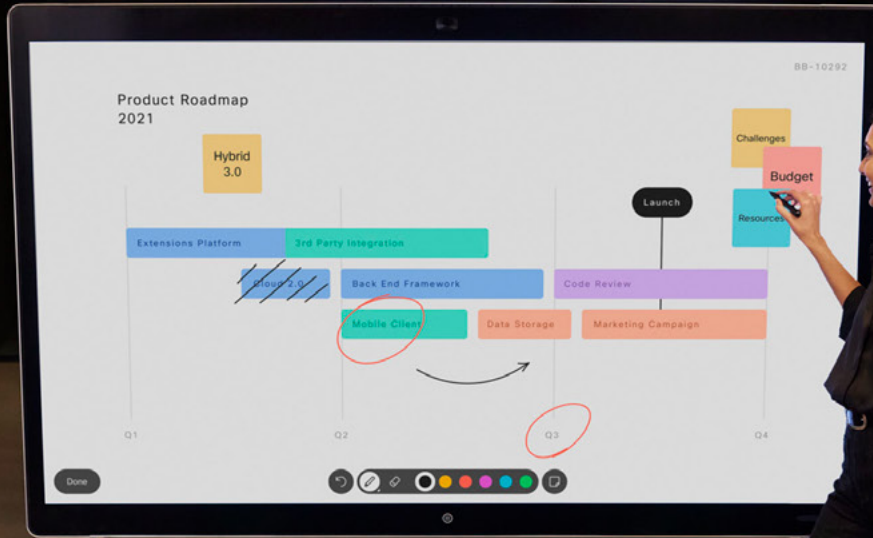 BB-10292
Product Roadmap
2021
Hybrid
3.0
Challenges
Budget
Resources
Launch
Extensions Platform
3rd Party Integration
Cloud 2.0
Back End Framework
Code Review
Mobile Client
Data Storage
Marketing Campaign
Q1
Q2
Q3
Q4
Done